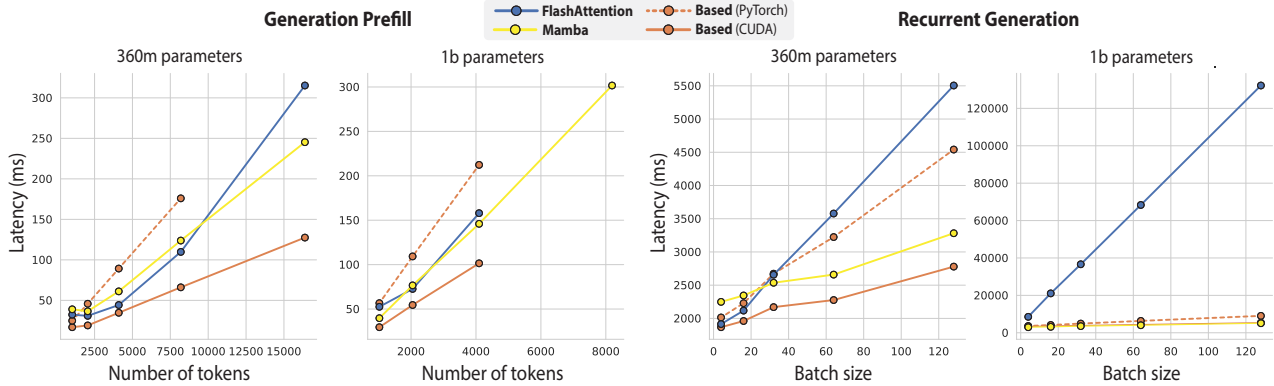 Generation Prefill
FlashAttention
Mamba
Based (PyTorch)
Based (CUDA)
Recurrent Generation
360m parameters
300
250
200
150
100
50
2500 5000 7500 10000 12500 15000
Latency (ms)
Number of tokens
1b parameters
300
250
200
150
100
50
2000 4000 6000 8000
Number of tokens
360m parameters
5500
5000
4500
4000
3500
3000
2500
2000
0 20 40 60 80 100 120
Latency (ms)
Batch size
1b parameters
120000
100000
80000
60000
40000
20000
0
0 20 40 60 80 100 120
Batch size